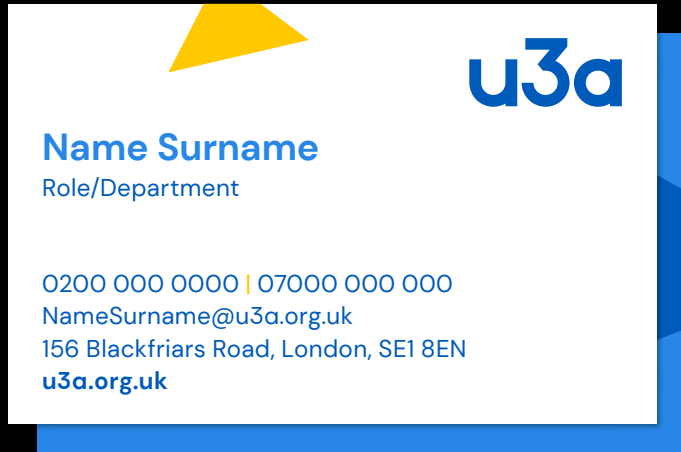 u3a
Name Surname
Role/Department
0200 000 0000 | 07000 000 000
NameSurname@u3a.org.uk
156 Blackfriars Road, London, SE1 8EN
u3a.org.uk